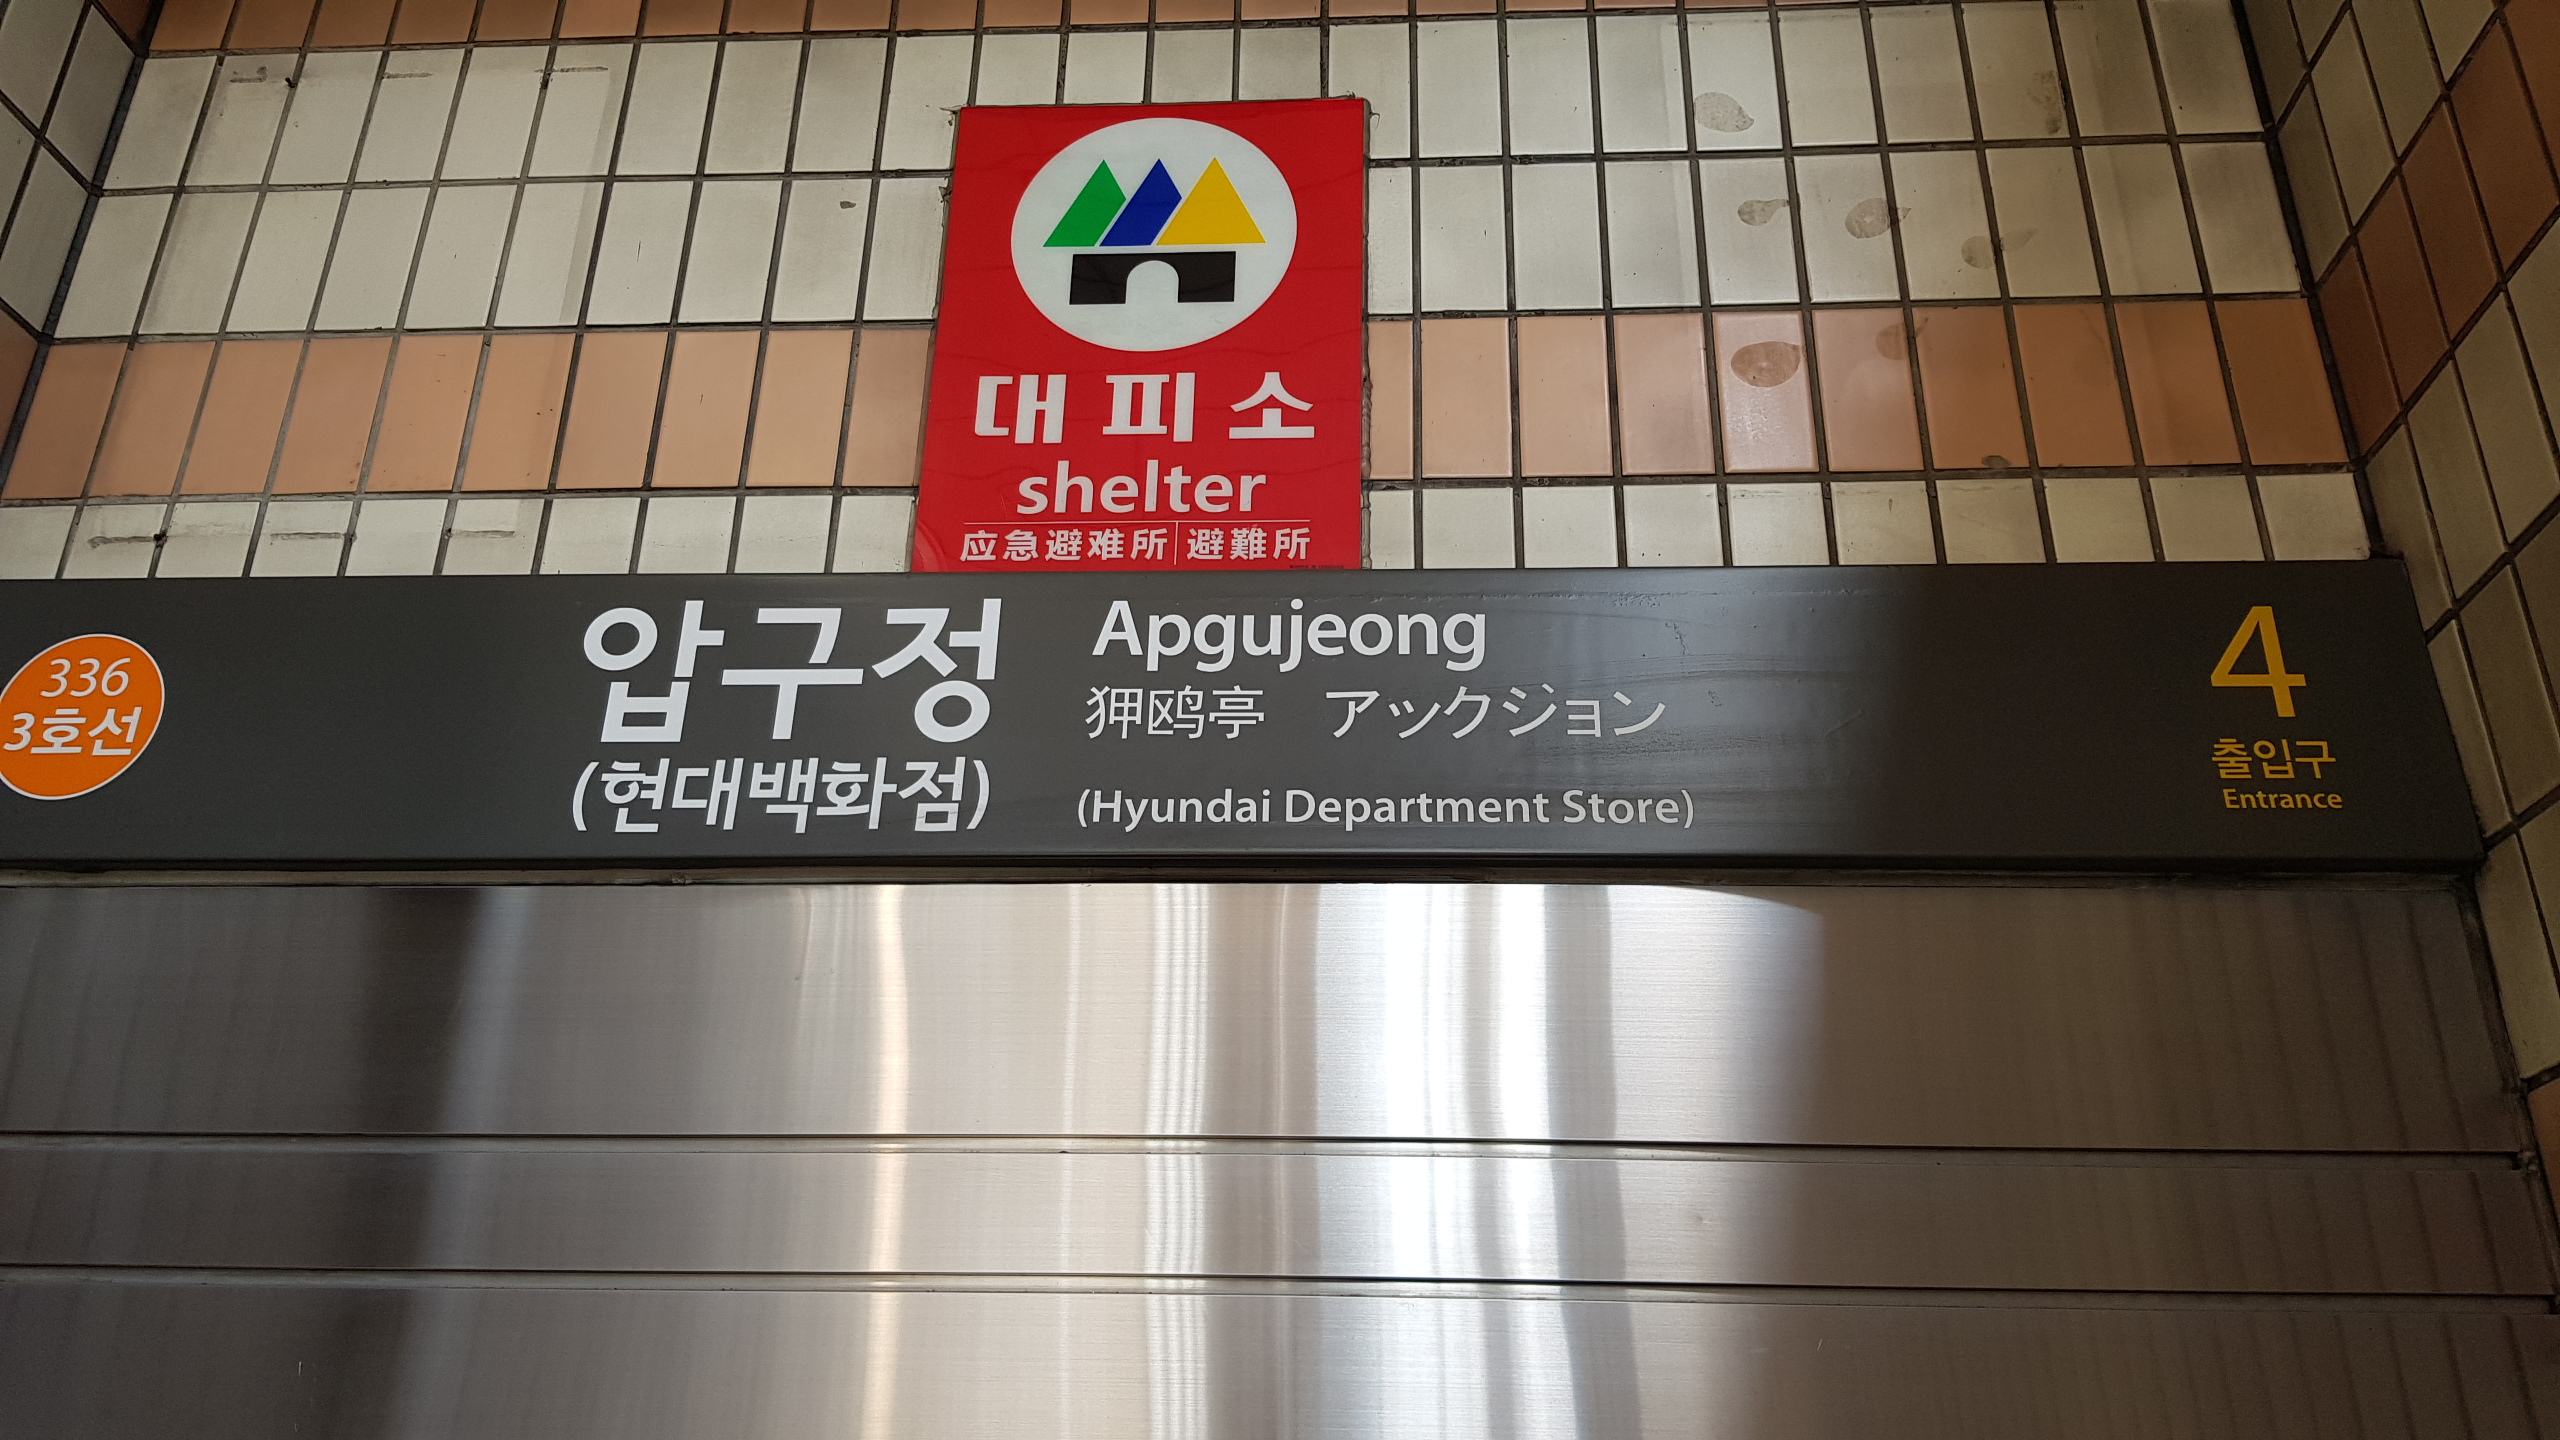 대피소
shelter
应急避难所 避難所
336
3호선
압구정
(현대백화점)
Apgujeong
狎鸥亭 アックジョン
(Hyundai Department Store)
4
출입구
Entrance